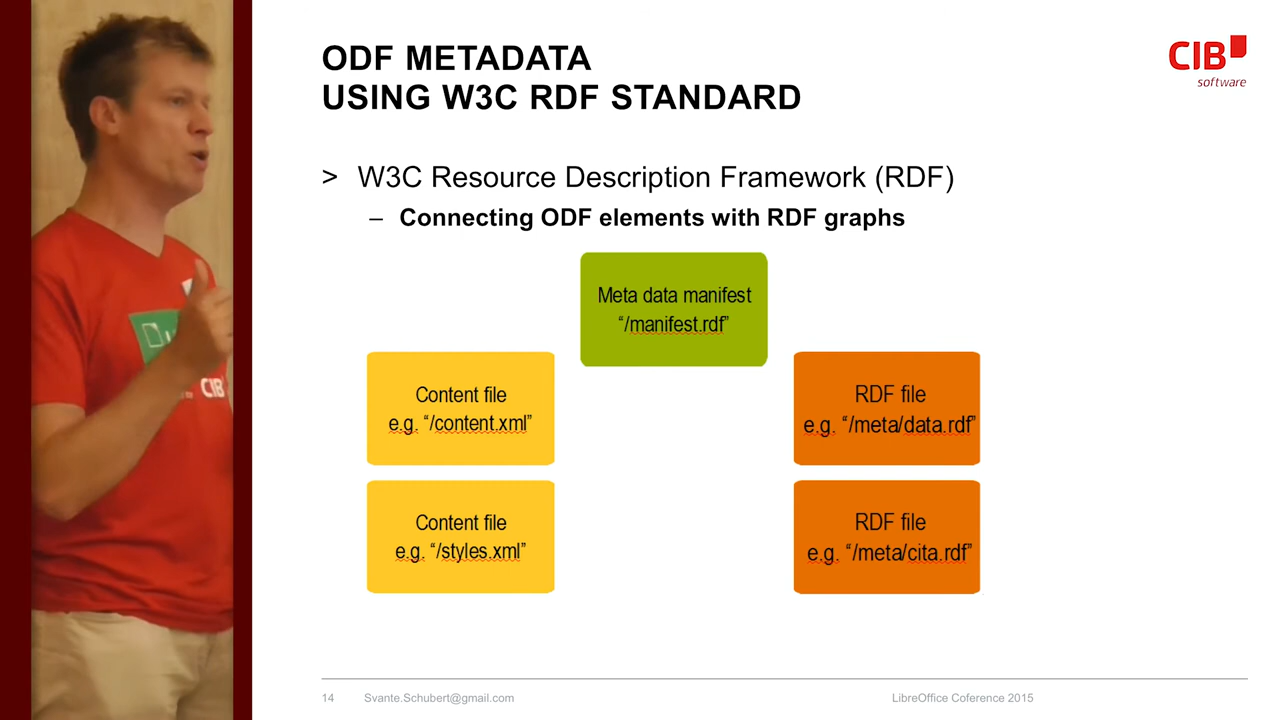 ODF METADATA
USING W3C RDF STANDARD
CIB
software
> W3C Resource Description Framework (RDF)
– Connecting ODF elements with RDF graphs
Meta data manifest
“/manifest.rdf”
Content file
e.g. “/content.xml”
RDF file
e.g. “/meta/data.rdf”
Content file
e.g. “/styles.xml”
RDF file
e.g. “/meta/cita.rdf”
CIB
14 Svante.Schubert@gmail.com LibreOffice Coference 2015